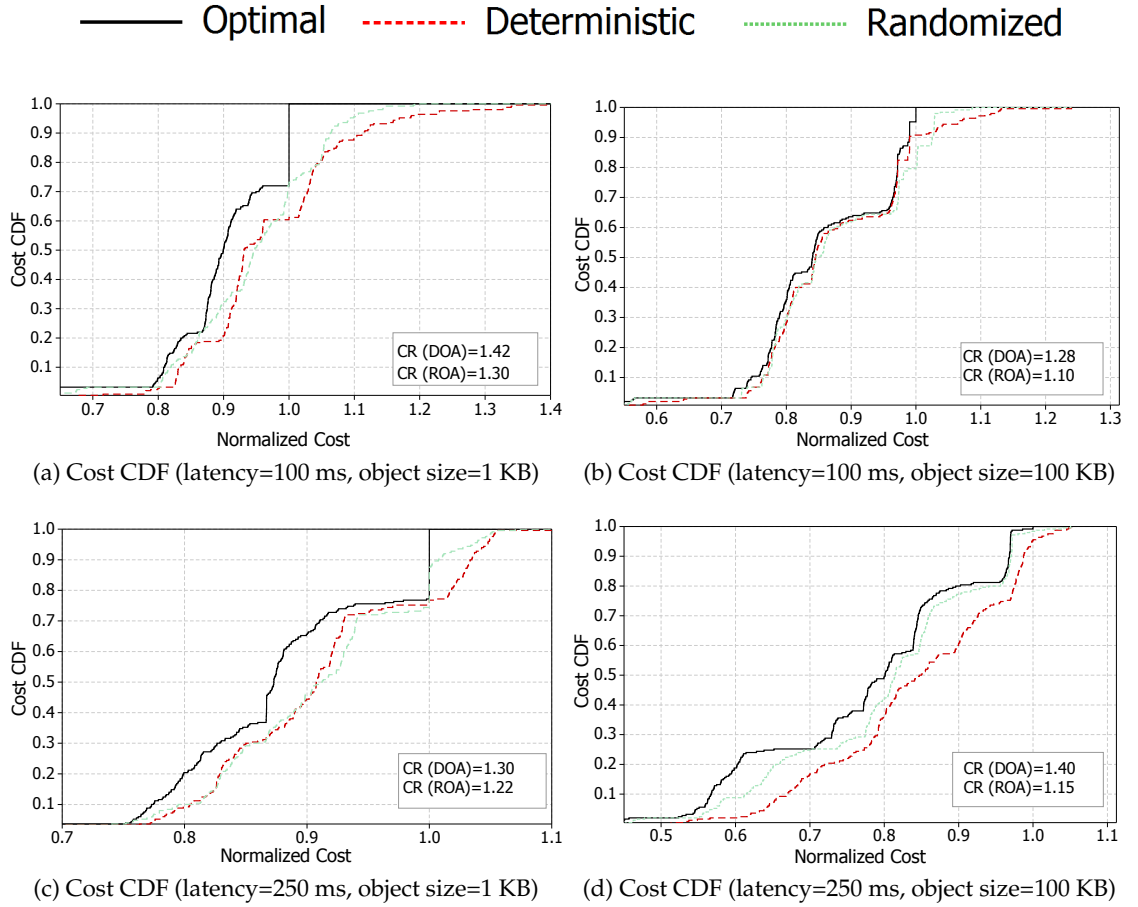 Optimal Deterministic Randomized
1.0
0.9
0.8
0.7
0.6
0.5
0.4
0.3
0.2
0.1
Cost CDF
CR (DOA)=1.42
CR (ROA)=1.30
0.7 0.8 0.9 1.0 1.1 1.2 1.3 1.4
Normalized Cost
(a) Cost CDF (latency=100 ms, object size=1 KB)
1.0
0.9
0.8
0.7
0.6
0.5
0.4
0.3
0.2
0.1
Cost CDF
CR (DOA)=1.28
CR (ROA)=1.10
0.6 0.7 0.8 0.9 1.0 1.1 1.2 1.3
Normalized Cost
(b) Cost CDF (latency=100 ms, object size=100 KB)
1.0
0.9
0.8
0.7
0.6
0.5
0.4
0.3
0.2
0.1
Cost CDF
CR (DOA)=1.30
CR (ROA)=1.22
0.7 0.8 0.9 1.0 1.1
Normalized Cost
(c) Cost CDF (latency=250 ms, object size=1 KB)
1.0
0.9
0.8
0.7
0.6
0.5
0.4
0.3
0.2
0.1
Cost CDF
CR (DOA)=1.40
CR (ROA)=1.15
0.5 0.6 0.7 0.8 0.9 1.0 1.1
Normalized Cost
(d) Cost CDF (latency=250 ms, object size=100 KB)